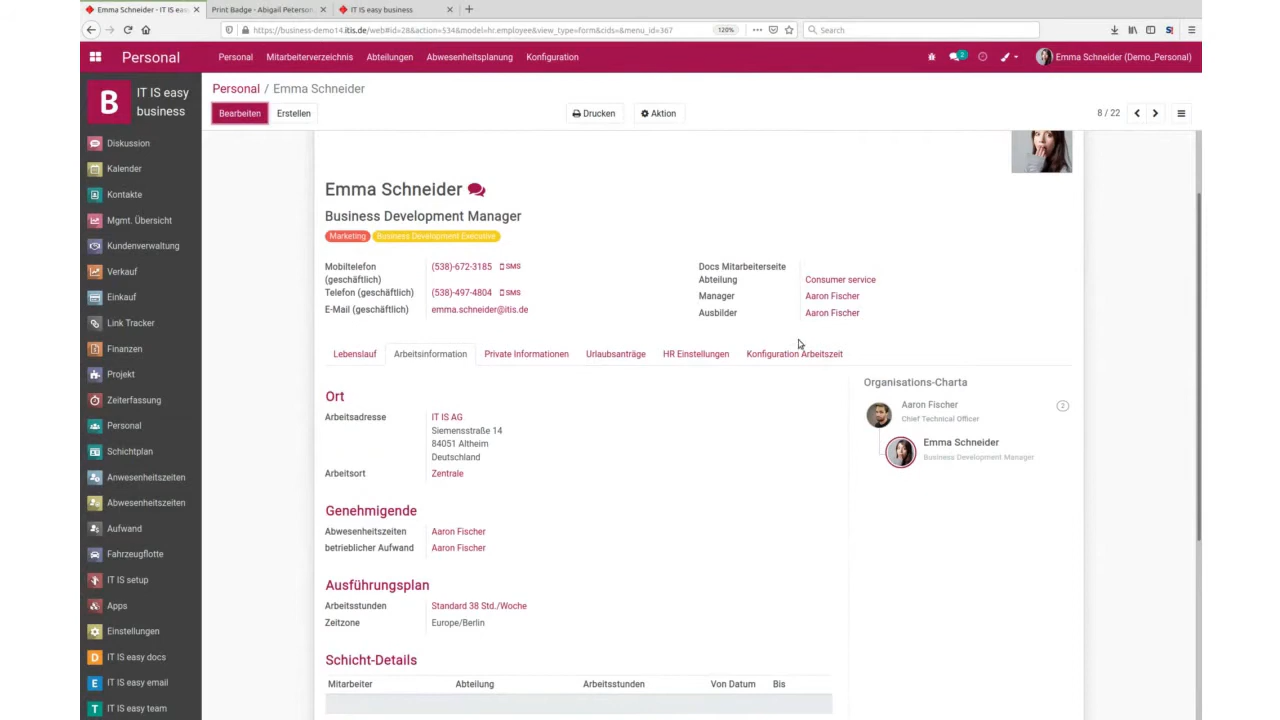 Emma Schneider - IT IS eas
Print Badge - Abigail Peterson
IT IS easy business
https://business-demo14.itis.de/web#id=28&action=534&model=hr.employee&view_type=form&cids=&menu_id=367
120%
Search
Personal
Personal
Mitarbeiterverzeichnis
Abteilungen
Abwesenheitsplanung
Konfiguration
2
Emma Schneider (Demo_Personal)
B
IT IS easy
business
Personal / Emma Schneider
Bearbeiten
Erstellen
Drucken
Aktion
8 / 22
Diskussion
Kalender
Kontakte
Mgmt. Übersicht
Kundenverwaltung
Verkauf
Einkauf
Link Tracker
Finanzen
Projekt
Zeiterfassung
Personal
Schichtplan
Anwesenheitszeiten
Abwesenheitszeiten
Aufwand
Fahrzeugflotte
IT IS setup
Apps
Einstellungen
D IT IS easy docs
E IT IS easy email
T IT IS easy team
Emma Schneider
Business Development Manager
Marketing
Business Development Executive
Mobiltelefon (geschäftlich)
(538)-672-3185
SMS
Telefon (geschäftlich)
(538)-497-4804
SMS
E-Mail (geschäftlich)
emma.schneider@itis.de
Docs Mitarbeiterseite
Abteilung
Consumer service
Manager
Aaron Fischer
Ausbilder
Aaron Fischer
Lebenslauf
Arbeitsinformation
Private Informationen
Urlaubsanträge
HR Einstellungen
Konfiguration Arbeitszeit
Ort
Arbeitsadresse
IT IS AG
Siemensstraße 14
84051 Altheim
Deutschland
Arbeitsort
Zentrale
Genehmigende
Abwesenheitszeiten
Aaron Fischer
betrieblicher Aufwand
Aaron Fischer
Ausführungsplan
Arbeitsstunden
Standard 38 Std./Woche
Zeitzone
Europe/Berlin
Schicht-Details
Mitarbeiter
Abteilung
Arbeitsstunden
Von Datum
Bis
Organisations-Charta
Aaron Fischer
2
Chief Technical Officer
Emma Schneider
Business Development Manager